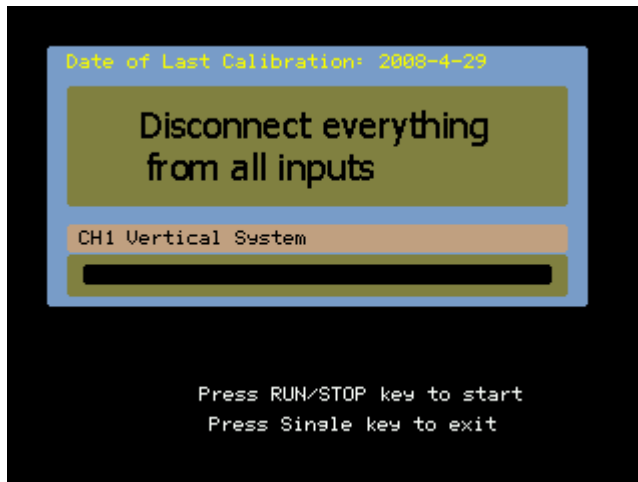 Date of Last Calibration: 2008-4-29
Disconnect everything
from all inputs
CH1 Vertical System
Press RUN/STOP key to start
Press Single key to exit